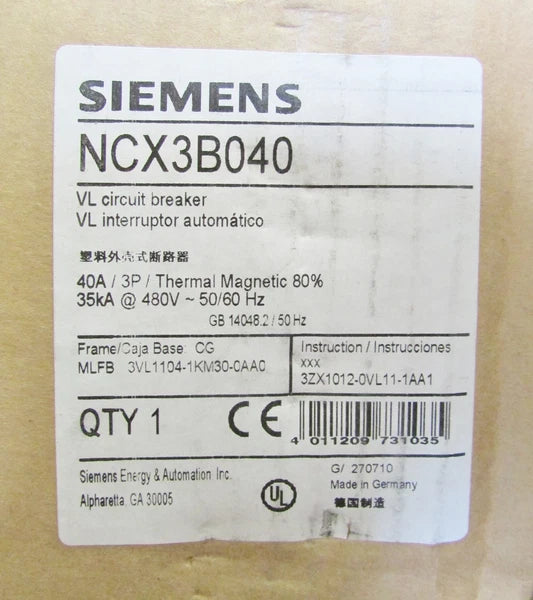 SIEMENS
NCX3B040
VL circuit breaker
VL interruptor automático
塑料外壳式断路器
40A / 3P / Thermal Magnetic 80%
35kA @ 480V ~ 50/60 Hz
GB 14048.2 / 50 Hz
Frame/Caja Base: CG
MLFB 3VL1104-1KM30-0AA0
Instruction / Instrucciones
xxx
3ZX1012-0VL11-1AA1
QTY 1
CE
4 011209 731035
Siemens Energy & Automation Inc.
Alpharetta, GA 30005
UL
G/ 270710
Made in Germany
德国制造